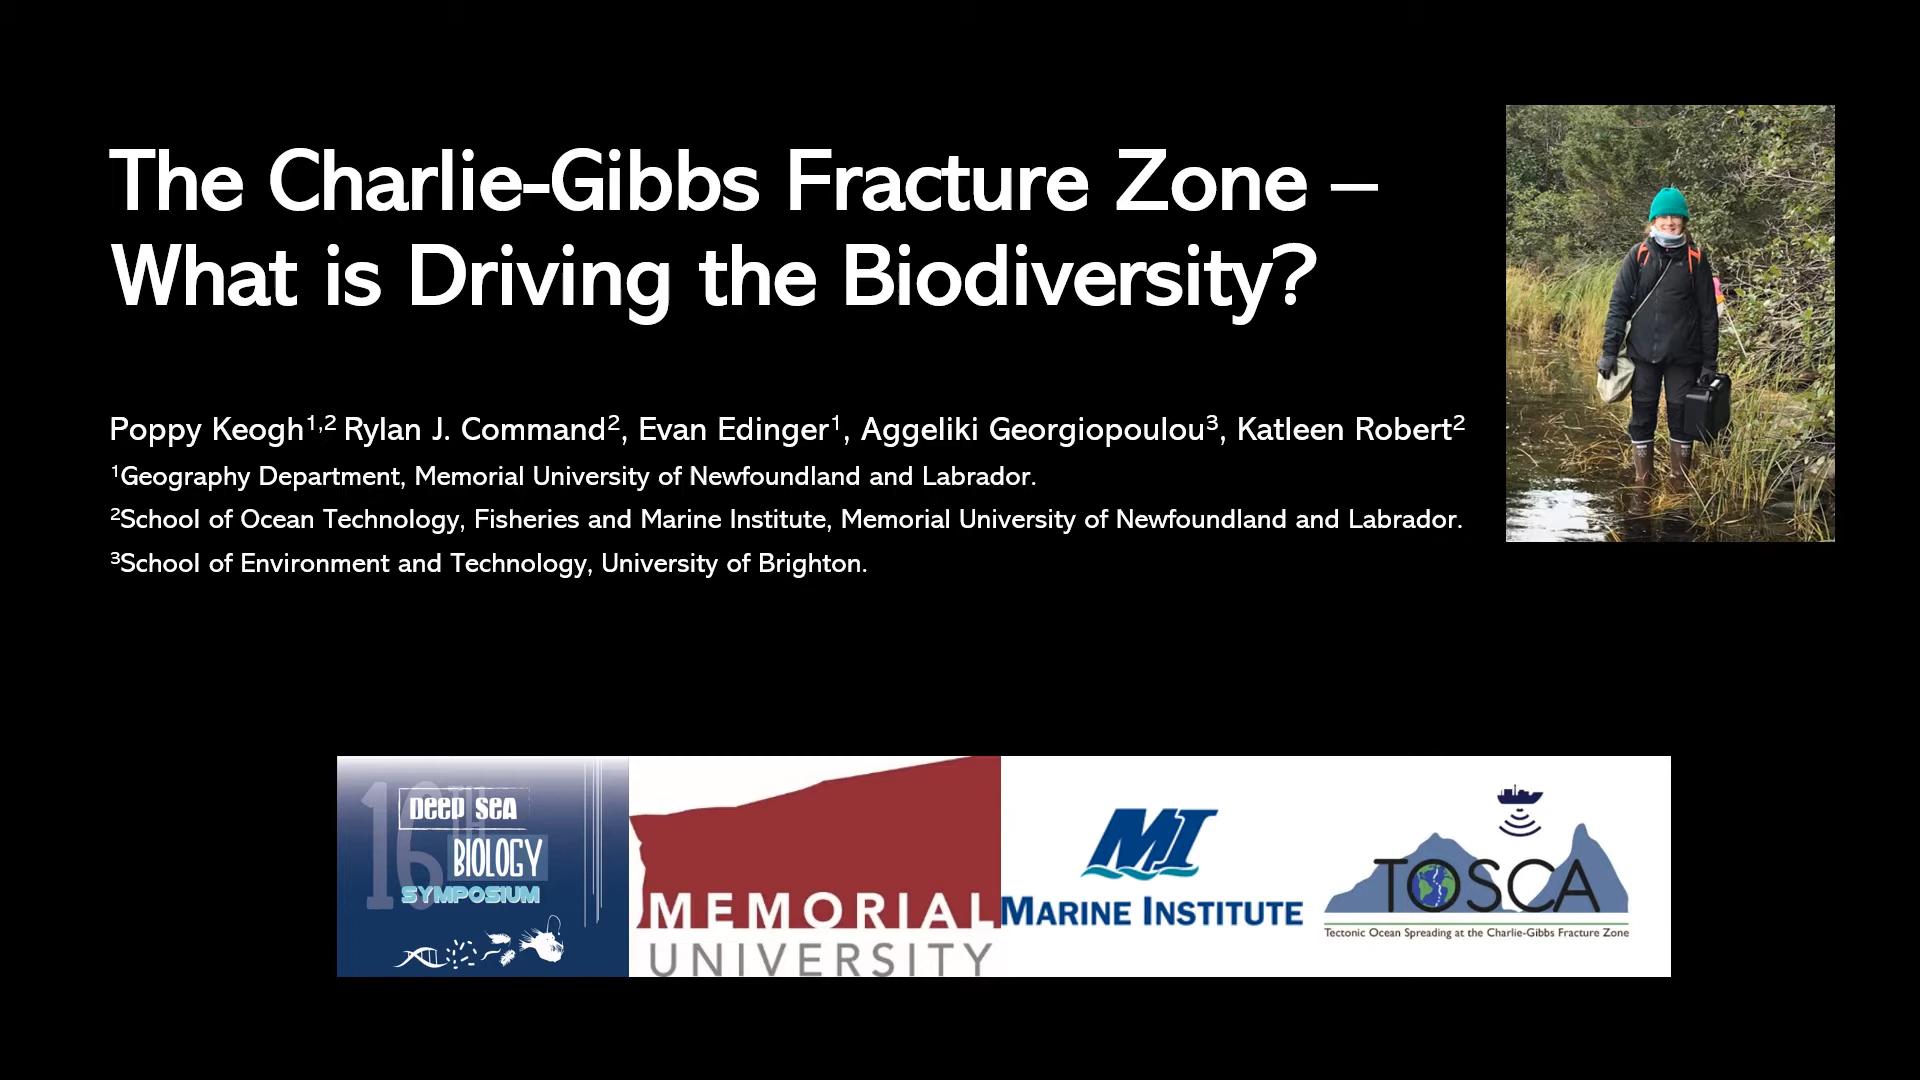 The Charlie-Gibbs Fracture Zone –
What is Driving the Biodiversity?
Poppy Keogh¹,² Rylan J. Command², Evan Edinger¹, Aggeliki Georgiopoulou³, Katleen Robert²
¹Geography Department, Memorial University of Newfoundland and Labrador.
²School of Ocean Technology, Fisheries and Marine Institute, Memorial University of Newfoundland and Labrador.
³School of Environment and Technology, University of Brighton.
16TH
DEEP SEA
BIOLOGY
SYMPOSIUM
MEMORIAL
UNIVERSITY
MI
MARINE INSTITUTE
TOSCA
Tectonic Ocean Spreading at the Charlie-Gibbs Fracture Zone